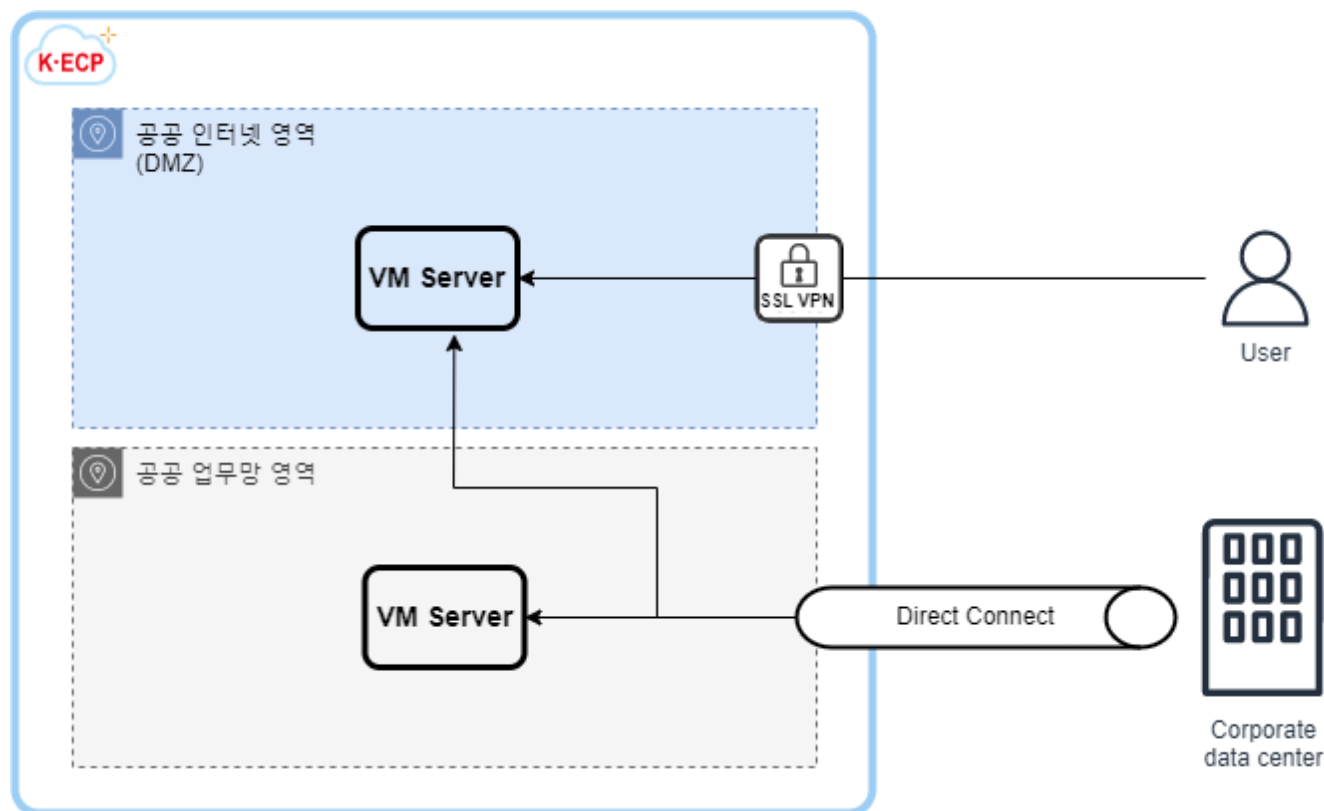 K·ECP
공공 인터넷 영역
(DMZ)
VM Server
SSL VPN
User
공공 업무망 영역
VM Server
Direct Connect
Corporate
data center